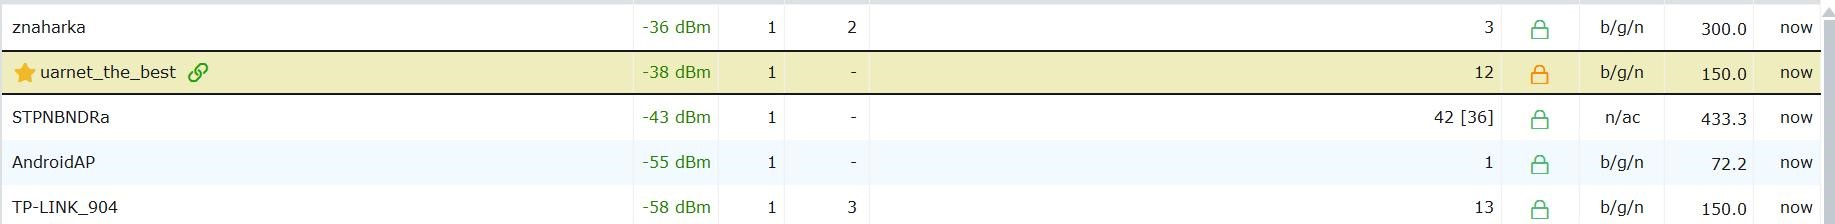 znaharka -36 dBm 1 2 3 b/g/n 300.0 now
uarnet_the_best -38 dBm 1 - 12 b/g/n 150.0 now
STPNBNDRa -43 dBm 1 - 42 [36] n/ac 433.3 now
AndroidAP -55 dBm 1 - 1 b/g/n 72.2 now
TP-LINK_904 -58 dBm 1 3 13 b/g/n 150.0 now